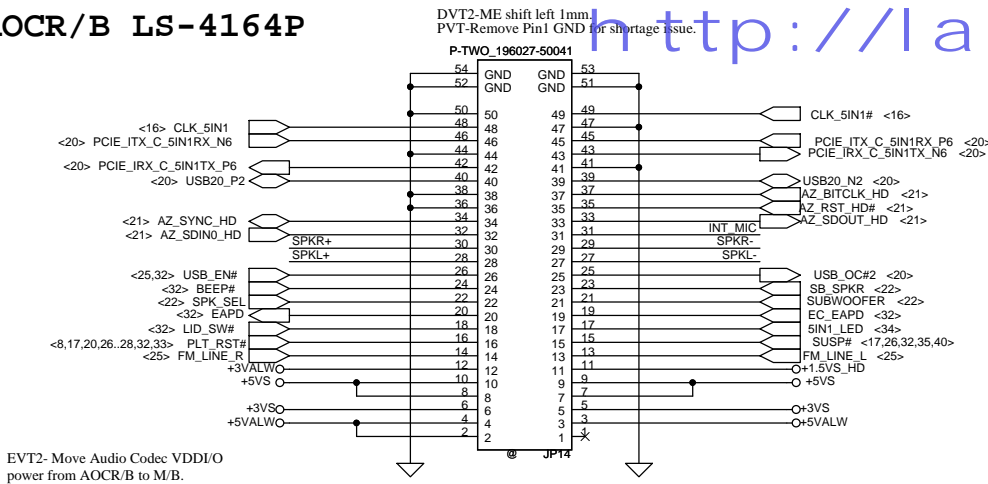 AOCR/B LS-4164P
DVT2-ME shift left 1mm.
PVT-Remove Pin1 GND for shortage issue.
http://la
P-TWO_196027-50041
54 GND GND 53
52 GND GND 51
50 50 49 49 CLK_5IN1# <16>
<16> CLK_5IN1 48 48 47 47
<20> PCIE_ITX_C_5IN1RX_N6 46 46 45 45 PCIE_ITX_C_5IN1RX_P6 <20>
44 44 43 43 PCIE_IRX_C_5IN1TX_N6 <20>
<20> PCIE_IRX_C_5IN1TX_P6 42 42 41 41
<20> USB20_P2 40 40 39 39 USB20_N2 <20>
38 38 37 37 AZ_BITCLK_HD <21>
36 36 35 35 AZ_RST_HD# <21>
<21> AZ_SYNC_HD 34 34 33 33 AZ_SDOUT_HD <21>
<21> AZ_SDIN0_HD 32 32 31 31 INT_MIC
SPKR+ 30 30 29 29 SPKR-
SPKL+ 28 28 27 27 SPKL-
<25,32> USB_EN# 26 26 25 25 USB_OC#2 <20>
<32> BEEP# 24 24 23 23 SB_SPKR <22>
<22> SPK_SEL 22 22 21 21 SUBWOOFER <22>
<32> EAPD 20 20 19 19 EC_EAPD <32>
<32> LID_SW# 18 18 17 17 5IN1_LED <34>
<8,17,20,26..28,32,33> PLT_RST# 16 16 15 15 SUSP# <17,26,32,35,40>
<25> FM_LINE_R 14 14 13 13 FM_LINE_L <25>
+3VALW 12 12 11 11 +1.5VS_HD
+5VS 10 10 9 9 +5VS
8 8 7 7
+3VS 6 6 5 5 +3VS
+5VALW 4 4 3 3 +5VALW
2 2 1 1
@ JP14
EVT2- Move Audio Codec VDDI/O
power from AOCR/B to M/B.